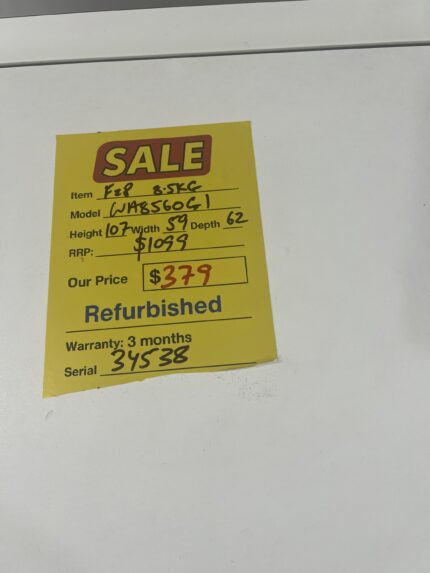 SALE
Item F&P 8.5KG
Model WA8560G1
Height 107 Width 59 Depth 62
RRP: $1099
Our Price $379
Refurbished
Warranty: 3 months
Serial 34538